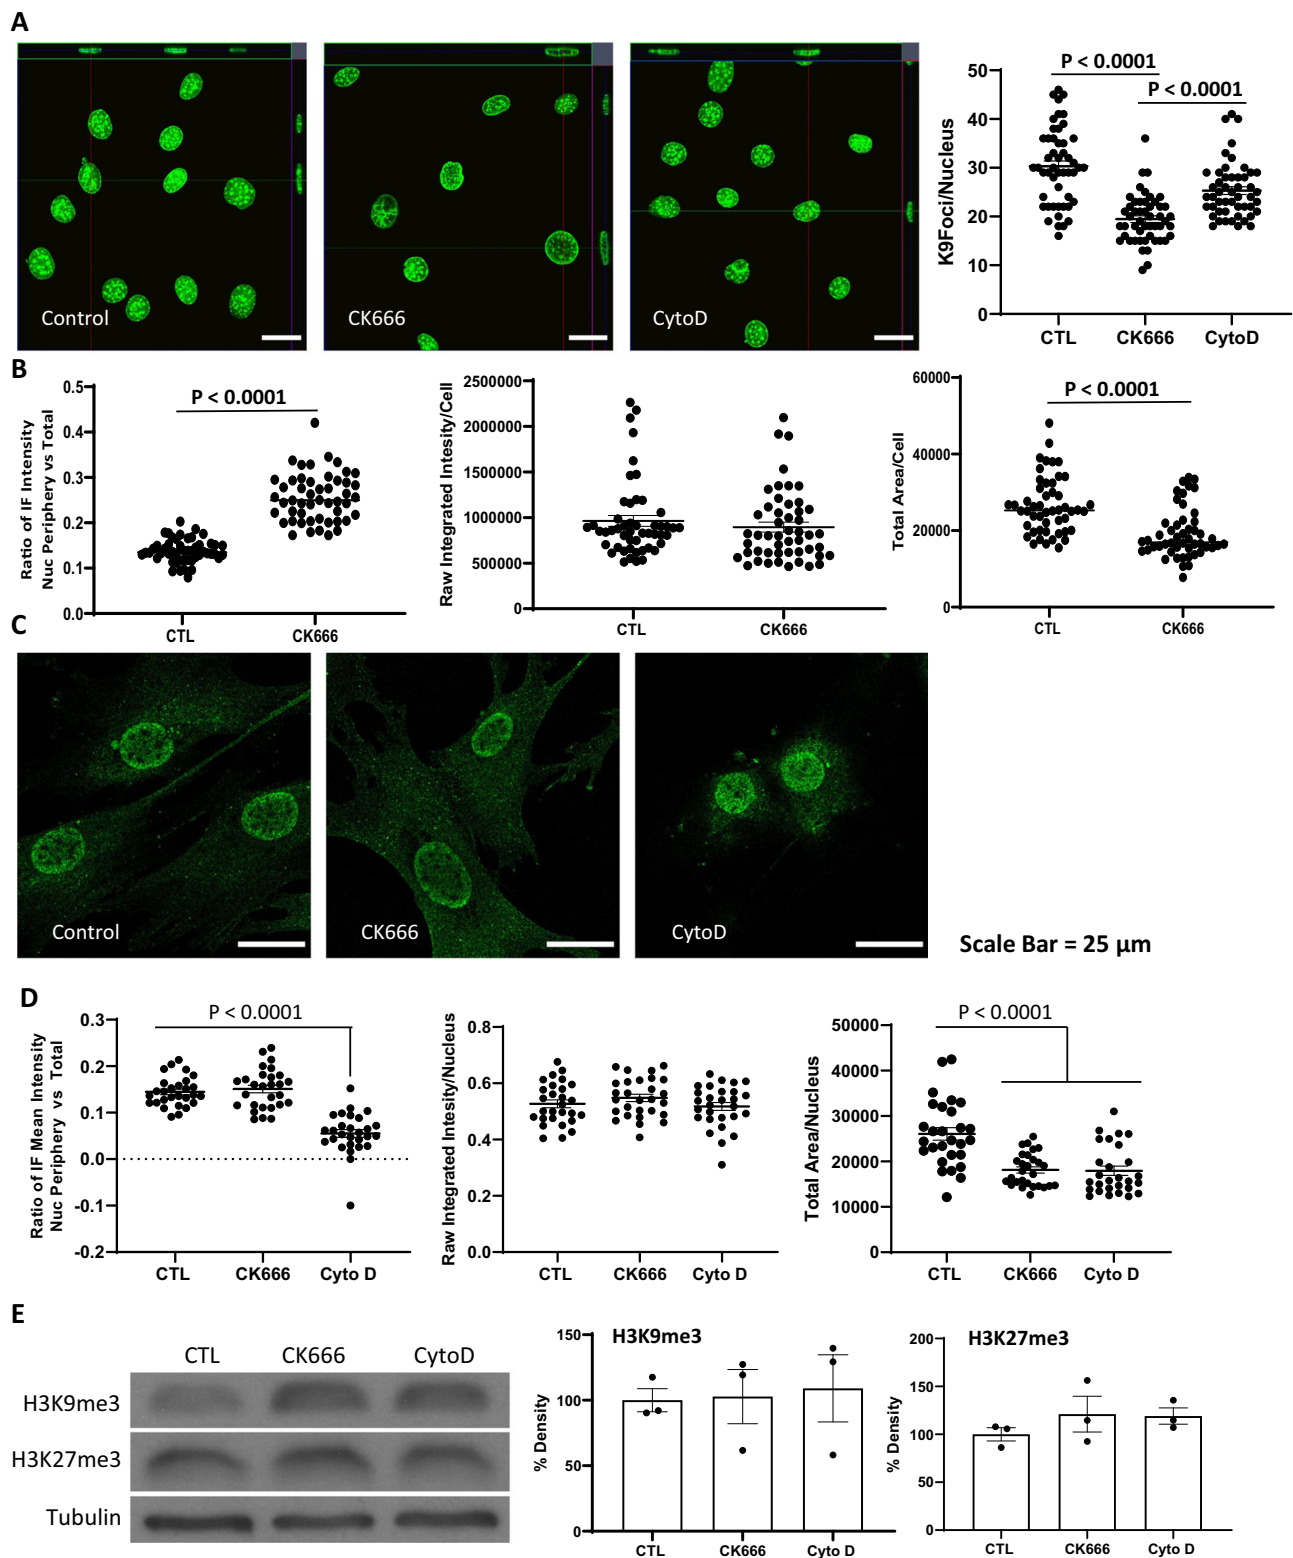 A
Control
CK666
CytoD
K9Foci/Nucleus
50
40
30
20
10
0
P < 0.0001
P < 0.0001
CTL
CK666
CytoD
B
Ratio of IF Intensity
Nuc Periphery vs Total
0.5
0.4
0.3
0.2
0.1
0.0
P < 0.0001
CTL
CK666
Raw Integrated Intesity/Cell
2500000
2000000
1500000
1000000
500000
0
CTL
CK666
Total Area/Cell
60000
40000
20000
0
P < 0.0001
CTL
CK666
C
Control
CK666
CytoD
Scale Bar = 25 µm
D
Ratio of IF Mean Intensity
Nuc Periphery vs Total
0.3
0.2
0.1
0.0
-0.1
-0.2
P < 0.0001
CTL
CK666
Cyto D
Raw Integrated Intesity/Nucleus
0.8
0.6
0.4
0.2
0.0
CTL
CK666
Cyto D
Total Area/Nucleus
50000
40000
30000
20000
10000
0
P < 0.0001
CTL
CK666
Cyto D
E
CTL
CK666
CytoD
H3K9me3
H3K27me3
Tubulin
H3K9me3
% Density
150
100
50
0
CTL
CK666
Cyto D
H3K27me3
% Density
200
150
100
50
0
CTL
CK666
Cyto D